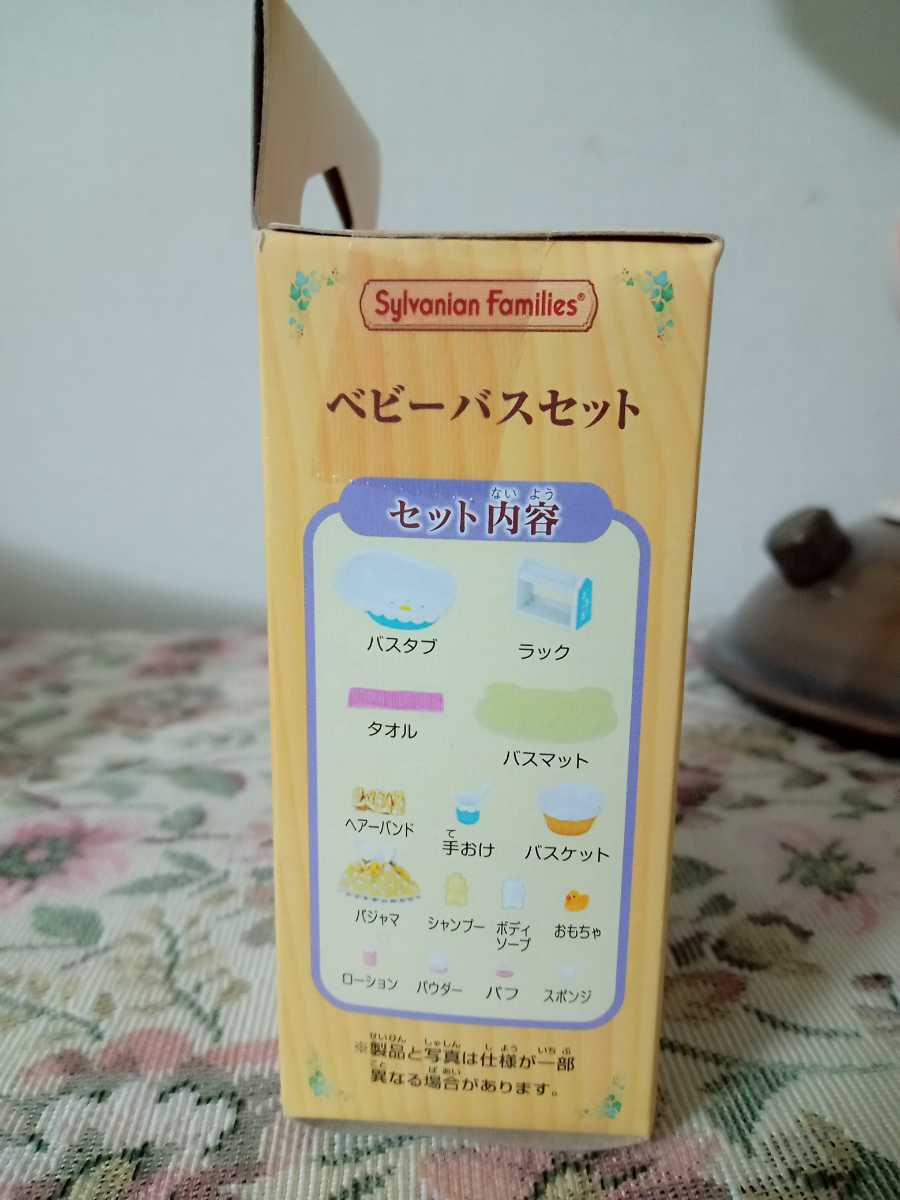 Sylvanian Families®
ベビーバスセット
ない よう
セット内容
バスタブ ラック
タオル
バスマット
ヘアーバンド
て
手おけ バスケット
パジャマ シャンプー ボディ おもちゃ
ソープ
ローション パウダー パフ スポンジ
せいひん しゃしん し よう いち ぶ
※製品と写真は仕様が一部
こと ば あい
異なる場合があります。